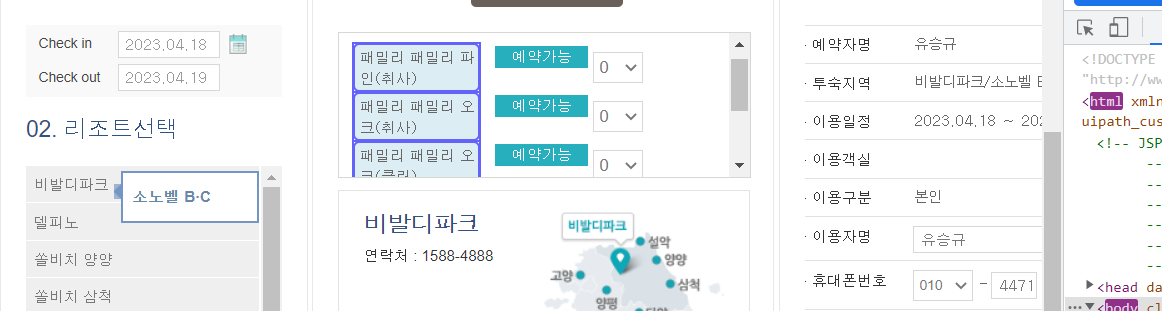 Check in
2023.04.18
Check out
2023.04.19
02. 리조트선택
비발디파크
소노벨 B·C
델피노
쏠비치 양양
쏠비치 삼척
패밀리 패밀리 파
인(취사)
예약가능
0
패밀리 패밀리 오
크(취사)
예약가능
0
패밀리 패밀리 오
예약가능
0
비발디파크
연락처 : 1588-4888
비발디파크
설악
양양
고양
삼척
양평
· 예약자명
유승규
· 투숙지역
비발디파크/소노벨 E
· 이용일정
2023.04.18 ~ 202
· 이용객실
· 이용구분
본인
· 이용자명
유승규
· 휴대폰번호
010
- 4471
<!DOCTYPE
"http://ww
<html xmln
uipath_cus
<!-- JSP
--
--
--
--
--
--
<head da
<body cl